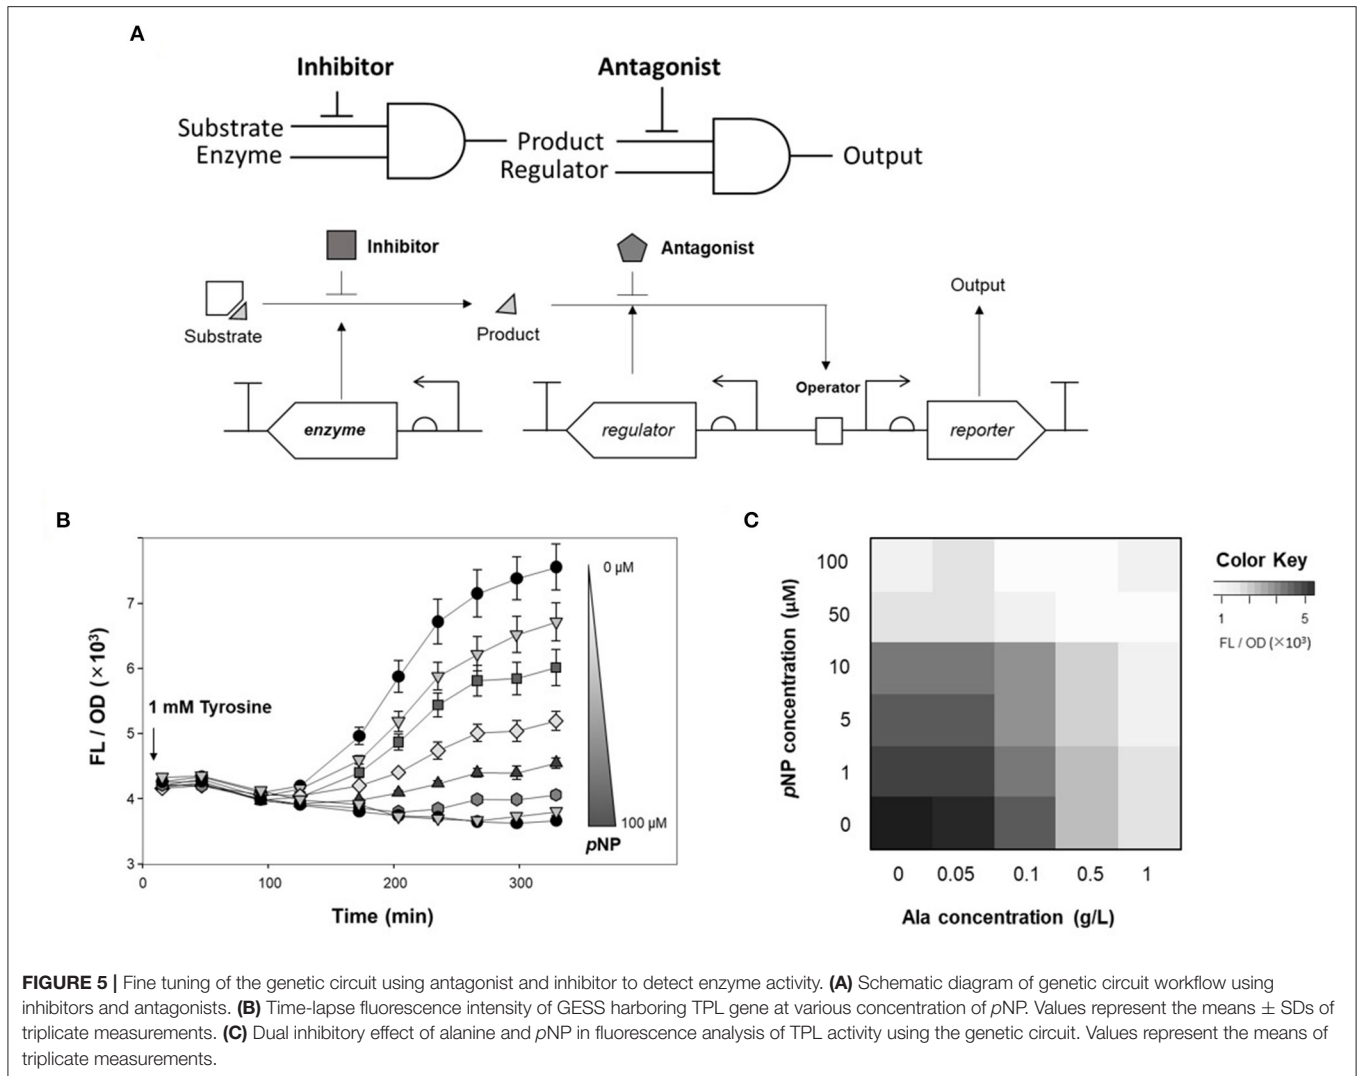 (A)
Inhibitor
Antagonist
Substrate
Enzyme
Product
Regulator
Output
Inhibitor
Antagonist
Output
Substrate
Product
Operator
enzyme
regulator
reporter
(B)
FL / OD (×10³)
7
6
5
4
3
1 mM Tyrosine
0 µM
100 µM
pNP
0
100
200
300
Time (min)
(C)
pNP concentration (µM)
100
50
10
5
1
0
0
0.05
0.1
0.5
1
Ala concentration (g/L)
Color Key
1
5
FL / OD (×10³)
FIGURE 5 | Fine tuning of the genetic circuit using antagonist and inhibitor to detect enzyme activity. (A) Schematic diagram of genetic circuit workflow using
inhibitors and antagonists. (B) Time-lapse fluorescence intensity of GESS harboring TPL gene at various concentration of pNP. Values represent the means ± SDs of
triplicate measurements. (C) Dual inhibitory effect of alanine and pNP in fluorescence analysis of TPL activity using the genetic circuit. Values represent the means of
triplicate measurements.